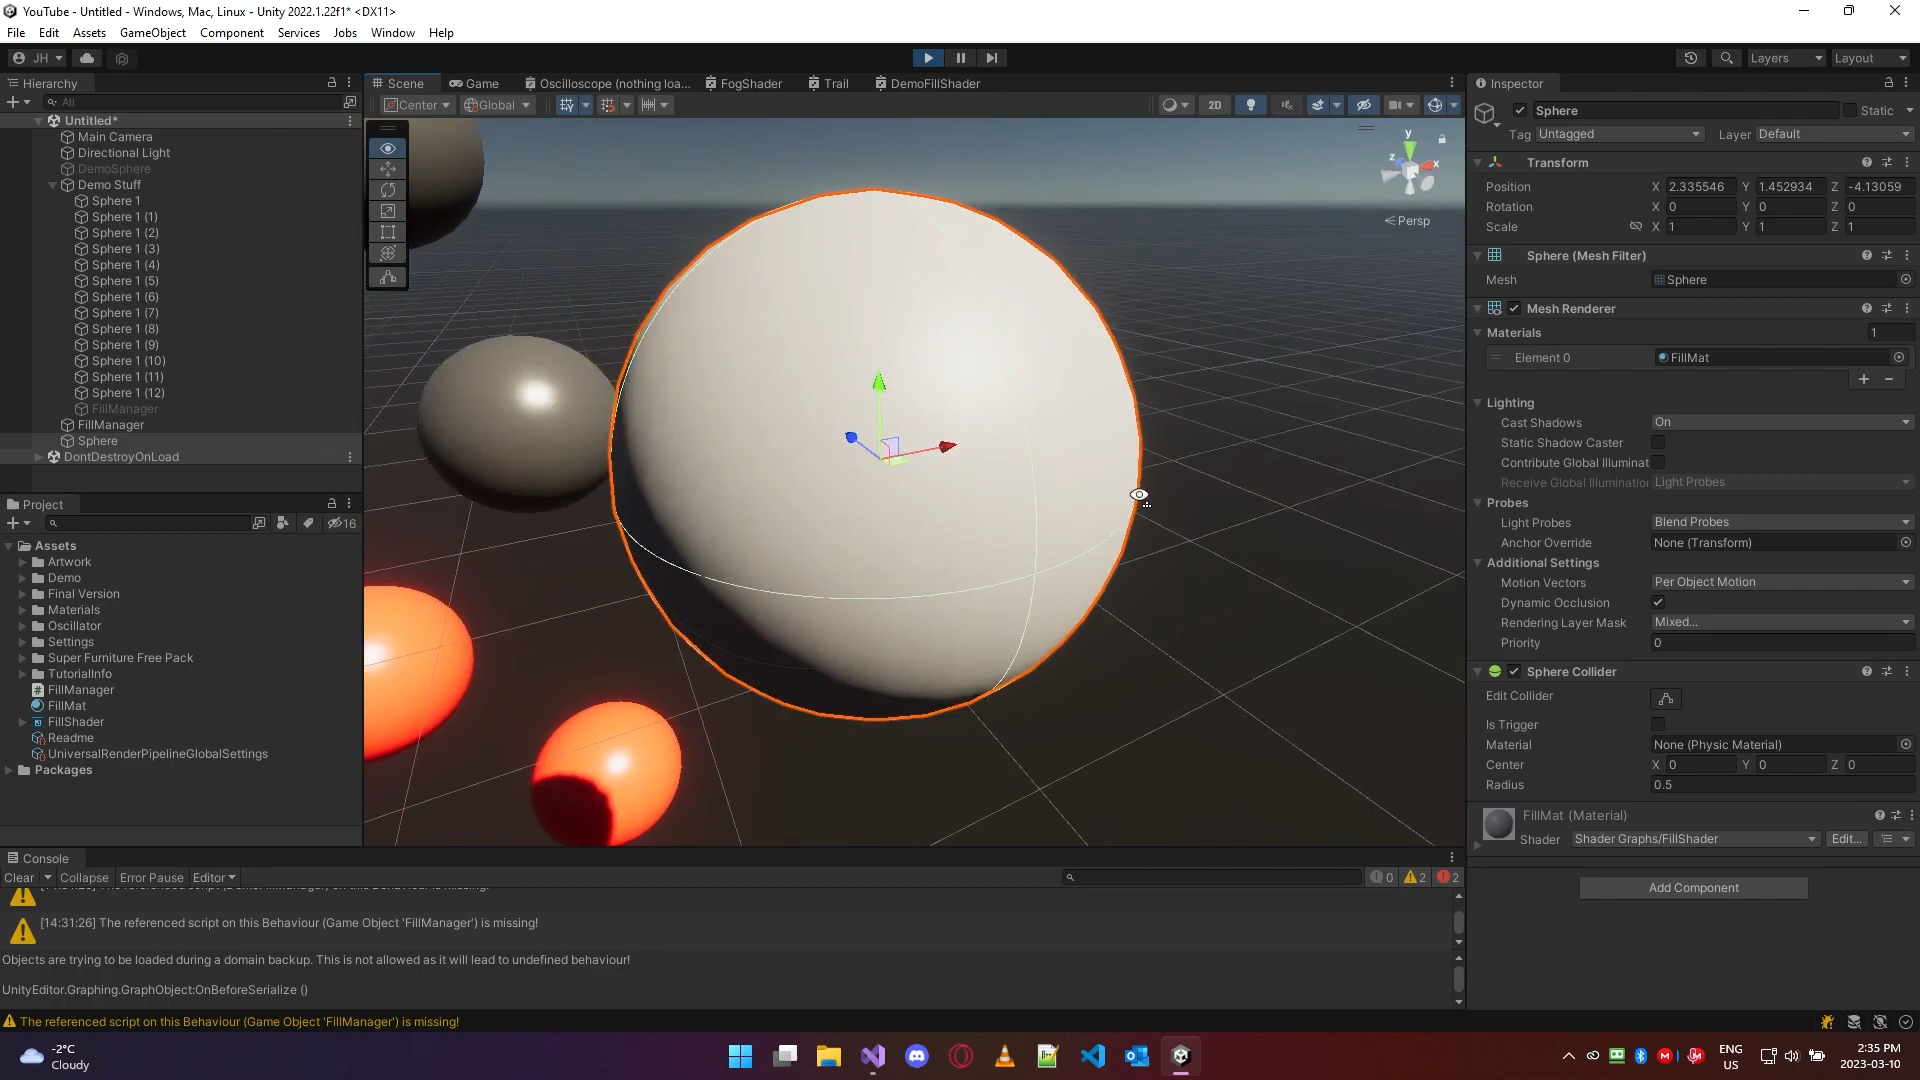 YouTube - Untitled - Windows, Mac, Linux - Unity 2022.1.22f1* <DX11>
File Edit Assets GameObject Component Services Jobs Window Help
JH
Layers
Layout
Hierarchy
All
Untitled*
Main Camera
Directional Light
DemoSphere
Demo Stuff
Sphere 1
Sphere 1 (1)
Sphere 1 (2)
Sphere 1 (3)
Sphere 1 (4)
Sphere 1 (5)
Sphere 1 (6)
Sphere 1 (7)
Sphere 1 (8)
Sphere 1 (9)
Sphere 1 (10)
Sphere 1 (11)
Sphere 1 (12)
FillManager
FillManager
Sphere
DontDestroyOnLoad
Project
16
Assets
Artwork
Demo
Final Version
Materials
Oscillator
Settings
Super Furniture Free Pack
TutorialInfo
FillManager
FillMat
FillShader
Readme
UniversalRenderPipelineGlobalSettings
Packages
Scene Game Oscilloscope (nothing loa... FogShader Trail DemoFillShader
Center Global 2D
y
z x
Persp
Inspector
Sphere Static
Tag Untagged Layer Default
Transform
Position X 2.335546 Y 1.452934 Z -4.13059
Rotation X 0 Y 0 Z 0
Scale X 1 Y 1 Z 1
Sphere (Mesh Filter)
Mesh Sphere
Mesh Renderer
Materials 1
Element 0 FillMat
Lighting
Cast Shadows On
Static Shadow Caster
Contribute Global Illuminat
Receive Global Illumination Light Probes
Probes
Light Probes Blend Probes
Anchor Override None (Transform)
Additional Settings
Motion Vectors Per Object Motion
Dynamic Occlusion
Rendering Layer Mask Mixed...
Priority 0
Sphere Collider
Edit Collider
Is Trigger
Material None (Physic Material)
Center X 0 Y 0 Z 0
Radius 0.5
FillMat (Material)
Shader Shader Graphs/FillShader Edit...
Add Component
Console
Clear Collapse Error Pause Editor 0 2 2
[14:31:26] The referenced script on this Behaviour (Game Object 'FillManager') is missing!
Objects are trying to be loaded during a domain backup. This is not allowed as it will lead to undefined behaviour!
UnityEditor.Graphing.GraphObject:OnBeforeSerialize ()
The referenced script on this Behaviour (Game Object 'FillManager') is missing!
-2°C
Cloudy
ENG
US
2:35 PM
2023-03-10